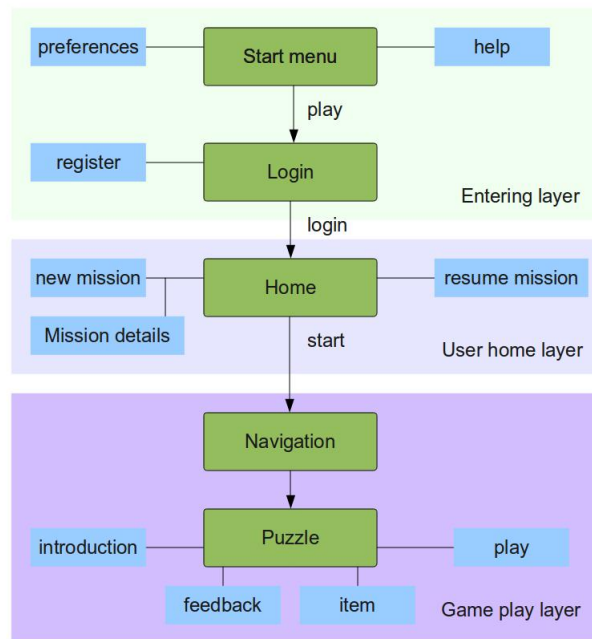 preferences
Start menu
help
play
register
Login
Entering layer
login
new mission
Home
resume mission
Mission details
start
User home layer
Navigation
introduction
Puzzle
play
feedback
item
Game play layer